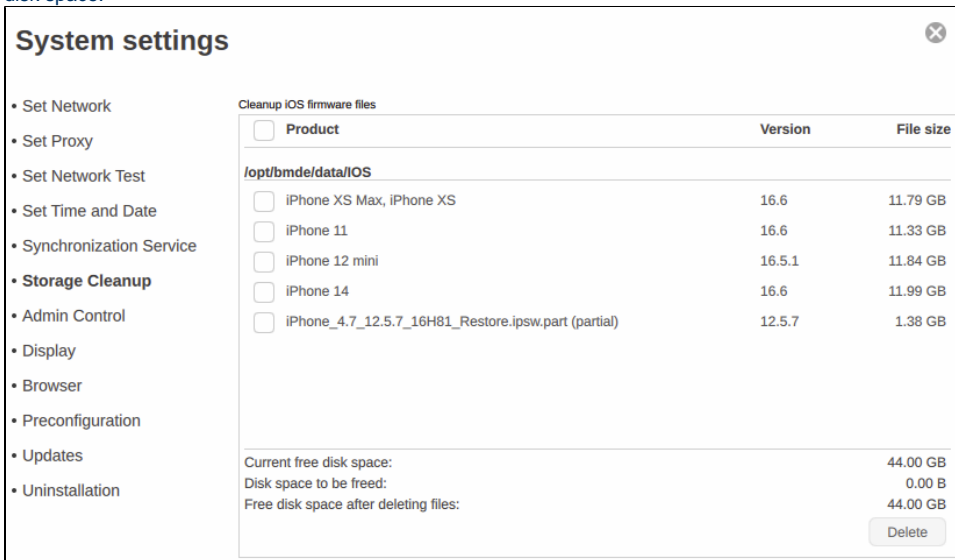 disk space.
System settings
• Set Network
• Set Proxy
• Set Network Test
• Set Time and Date
• Synchronization Service
• Storage Cleanup
• Admin Control
• Display
• Browser
• Preconfiguration
• Updates
• Uninstallation
Cleanup iOS firmware files
Product Version File size
/opt/bmde/data/IOS
iPhone XS Max, iPhone XS 16.6 11.79 GB
iPhone 11 16.6 11.33 GB
iPhone 12 mini 16.5.1 11.84 GB
iPhone 14 16.6 11.99 GB
iPhone_4.7_12.5.7_16H81_Restore.ipsw.part (partial) 12.5.7 1.38 GB
Current free disk space: 44.00 GB
Disk space to be freed: 0.00 B
Free disk space after deleting files: 44.00 GB
Delete